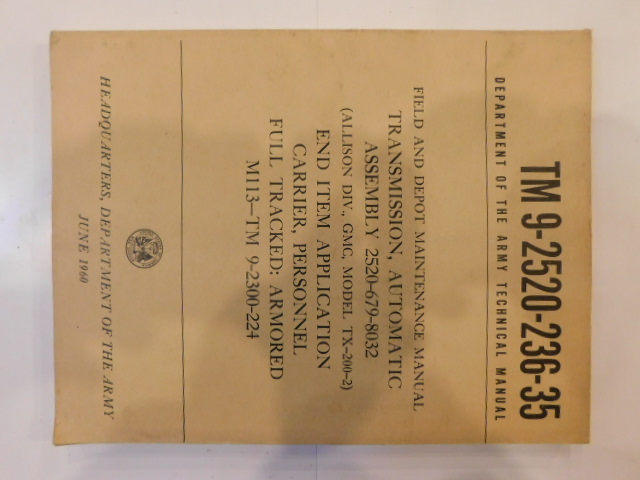 TM 9-2520-236-35
DEPARTMENT OF THE ARMY TECHNICAL MANUAL
FIELD AND DEPOT MAINTENANCE MANUAL
TRANSMISSION, AUTOMATIC
ASSEMBLY 2520-679-8032
(ALLISON DIV., GMC, MODEL TX-200-2)
END ITEM APPLICATION
CARRIER, PERSONNEL
FULL TRACKED: ARMORED
M113—TM 9-2300-224
HEADQUARTERS, DEPARTMENT OF THE ARMY
JUNE 1960